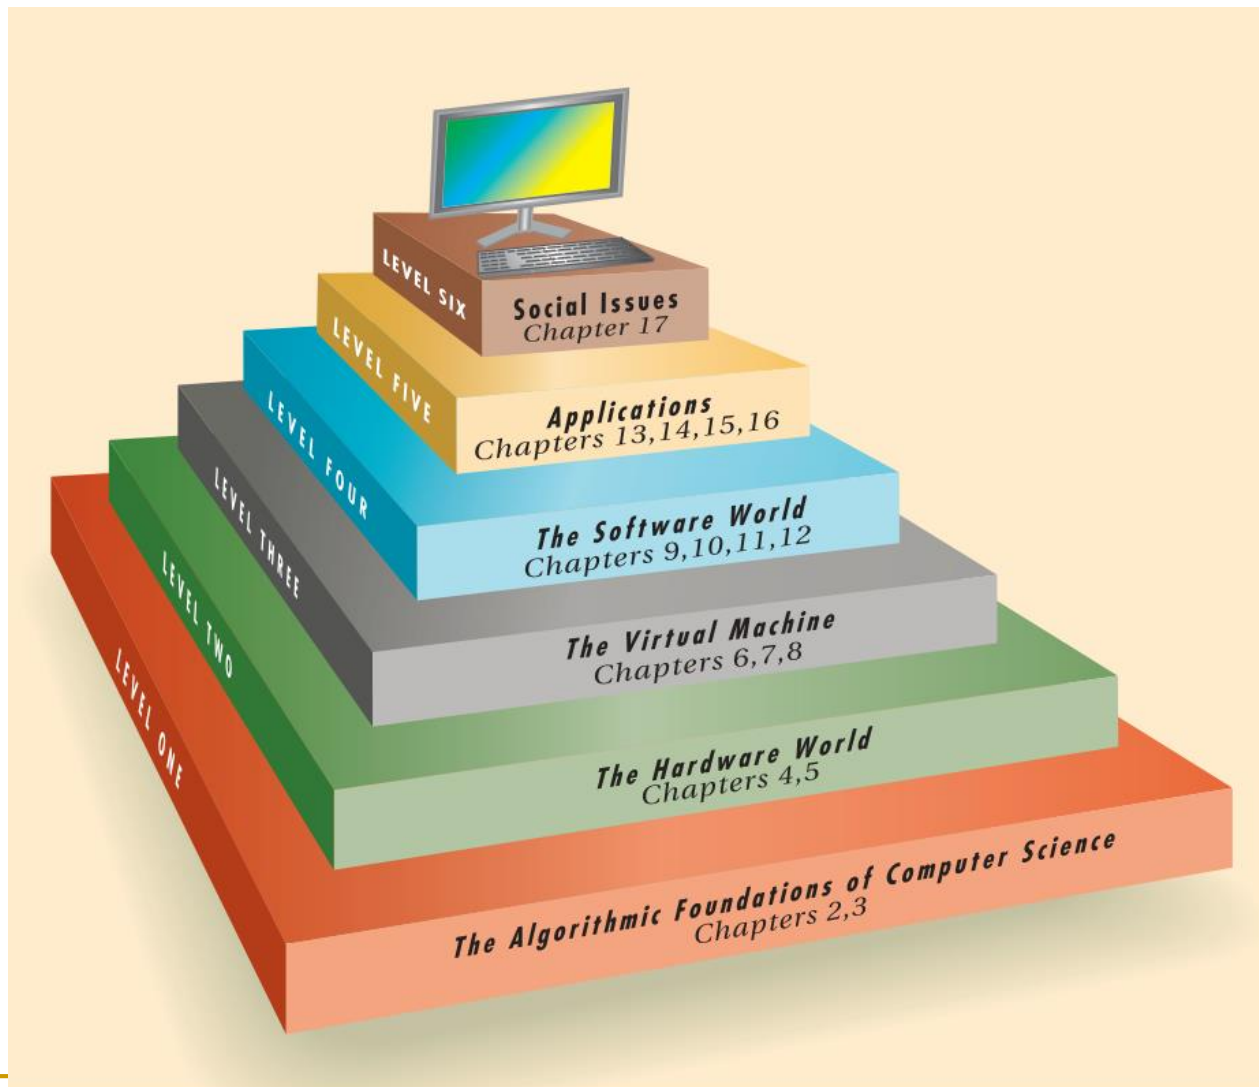 LEVEL SIX
Social Issues
Chapter 17
LEVEL FIVE
Applications
Chapters 13,14,15,16
LEVEL FOUR
The Software World
Chapters 9,10,11,12
LEVEL THREE
The Virtual Machine
Chapters 6,7,8
LEVEL TWO
The Hardware World
Chapters 4,5
LEVEL ONE
The Algorithmic Foundations of Computer Science
Chapters 2,3